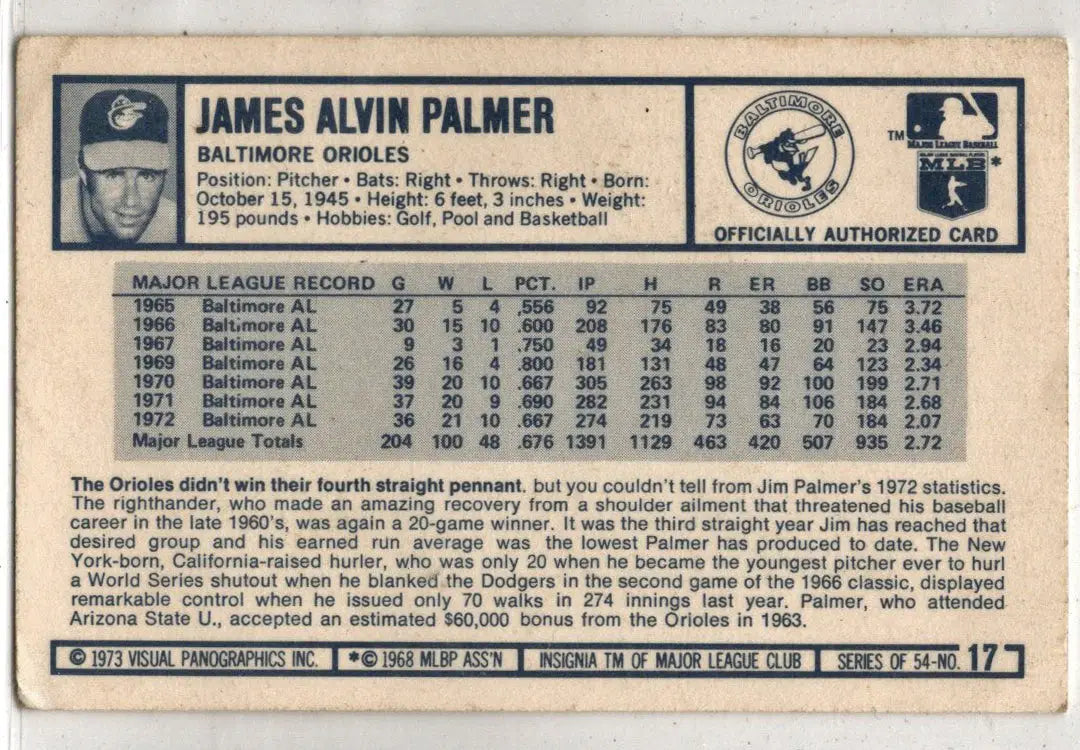 JAMES ALVIN PALMER
BALTIMORE ORIOLES
Position: Pitcher • Bats: Right • Throws: Right • Born:
October 15, 1945 • Height: 6 feet, 3 inches • Weight:
195 pounds • Hobbies: Golf, Pool and Basketball
BALTIMORE
ORIOLES
TM
MAJOR LEAGUE BASEBALL
MLB *
OFFICIALLY AUTHORIZED CARD
MAJOR LEAGUE RECORD G W L PCT. IP H R ER BB SO ERA
1965 Baltimore AL 27 5 4 .556 92 75 49 38 56 75 3.72
1966 Baltimore AL 30 15 10 .600 208 176 83 80 91 147 3.46
1967 Baltimore AL 9 3 1 .750 49 34 18 16 20 23 2.94
1969 Baltimore AL 26 16 4 .800 181 131 48 47 64 123 2.34
1970 Baltimore AL 39 20 10 .667 305 263 98 92 100 199 2.71
1971 Baltimore AL 37 20 9 .690 282 231 94 84 106 184 2.68
1972 Baltimore AL 36 21 10 .667 274 219 73 63 70 184 2.07
Major League Totals 204 100 48 .676 1391 1129 463 420 507 935 2.72
The Orioles didn't win their fourth straight pennant. but you couldn't tell from Jim Palmer's 1972 statistics.
The righthander, who made an amazing recovery from a shoulder ailment that threatened his baseball
career in the late 1960's, was again a 20-game winner. It was the third straight year Jim has reached that
desired group and his earned run average was the lowest Palmer has produced to date. The New
York-born, California-raised hurler, who was only 20 when he became the youngest pitcher ever to hurl
a World Series shutout when he blanked the Dodgers in the second game of the 1966 classic, displayed
remarkable control when he issued only 70 walks in 274 innings last year. Palmer, who attended
Arizona State U., accepted an estimated $60,000 bonus from the Orioles in 1963.
© 1973 VISUAL PANOGRAPHICS INC. *© 1968 MLBP ASS'N INSIGNIA TM OF MAJOR LEAGUE CLUB SERIES OF 54-NO. 17